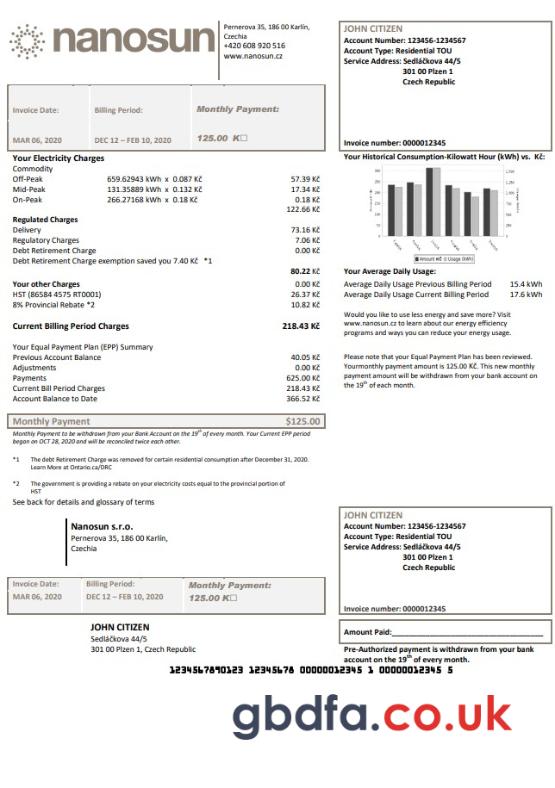 nanosun
Pernerova 35, 186 00 Karlín,
Czechia
+420 608 920 516
www.nanosun.cz
JOHN CITIZEN
Account Number: 123456-1234567
Account Type: Residential TOU
Service Address: Sedláčkova 44/5
301 00 Plzen 1
Czech Republic
Invoice number: 0000012345
Invoice Date: Billing Period: Monthly Payment:
MAR 06, 2020 DEC 12 – FEB 10, 2020 125.00 K□
Your Electricity Charges
Commodity
Off-Peak 659.62943 kWh x 0.087 Kč 57.39 Kč
Mid-Peak 131.35889 kWh x 0.132 Kč 17.34 Kč
On-Peak 266.27168 kWh x 0.18 Kč 0.18 Kč
122.66 Kč
Regulated Charges
Delivery 73.16 Kč
Regulatory Charges 7.06 Kč
Debt Retirement Charge 0.00 Kč
Debt Retirement Charge exemption saved you 7.40 Kč *1
80.22 Kč
Your other Charges 0.00 Kč
HST (86584 4575 RT0001) 26.37 Kč
8% Provincial Rebate *2 10.82 Kč
Current Billing Period Charges 218.43 Kč
Your Equal Payment Plan (EPP) Summary
Previous Account Balance 40.05 Kč
Adjustments 0.00 Kč
Payments 625.00 Kč
Current Bill Period Charges 218.43 Kč
Account Balance to Date 366.52 Kč
Monthly Payment $125.00
Monthly Payment to be withdrawn from your Bank Account on the 19th of every month. Your Current EPP period
began on OCT 28, 2020 and will be reconciled twice each other.
*1 The debt Retirement Charge was removed for certain residential consumption after December 31, 2020.
Learn More at Ontario.ca/DRC
*2 The government is providing a rebate on your electricity costs equal to the provincial portion of
HST
See back for details and glossary of terms
Your Historical Consumption-Kilowatt Hour (kWh) vs. Kč:
Amount Kč Usage (kWh)
Your Average Daily Usage:
Average Daily Usage Previous Billing Period 15.4 kWh
Average Daily Usage Current Billing Period 17.6 kWh
Would you like to use less energy and save more? Visit
www.nanosun.cz to learn about our energy efficiency
programs and ways you can reduce your energy usage.
Please note that your Equal Payment Plan has been reviewed.
Yourmonthly payment amount is 125.00 Kč. This new monthly
payment amount will be withdrawn from your bank account on
the 19th of each month.
Nanosun s.r.o.
Pernerova 35, 186 00 Karlín,
Czechia
JOHN CITIZEN
Account Number: 123456-1234567
Account Type: Residential TOU
Service Address: Sedláčkova 44/5
301 00 Plzen 1
Czech Republic
Invoice number: 0000012345
Invoice Date: Billing Period: Monthly Payment:
MAR 06, 2020 DEC 12 – FEB 10, 2020 125.00 K□
JOHN CITIZEN
Sedláčkova 44/5
301 00 Plzen 1, Czech Republic
Amount Paid:
Pre-Authorized payment is withdrawn from your bank
account on the 19th of every month.
1234567890123 12345678 00000012345 1 00000012345 5
gbdfa.co.uk